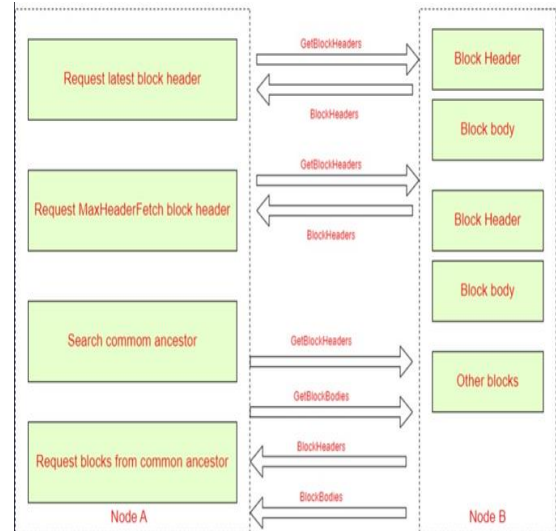 GetBlockHeaders
Request latest block header
Block Header
BlockHeaders
Block body
GetBlockHeaders
Request MaxHeaderFetch block header
Block Header
BlockHeaders
Block body
Search commom ancestor
GetBlockHeaders
Other blocks
GetBlockBodies
BlockHeaders
Request blocks from common ancestor
BlockBodies
Node A
Node B